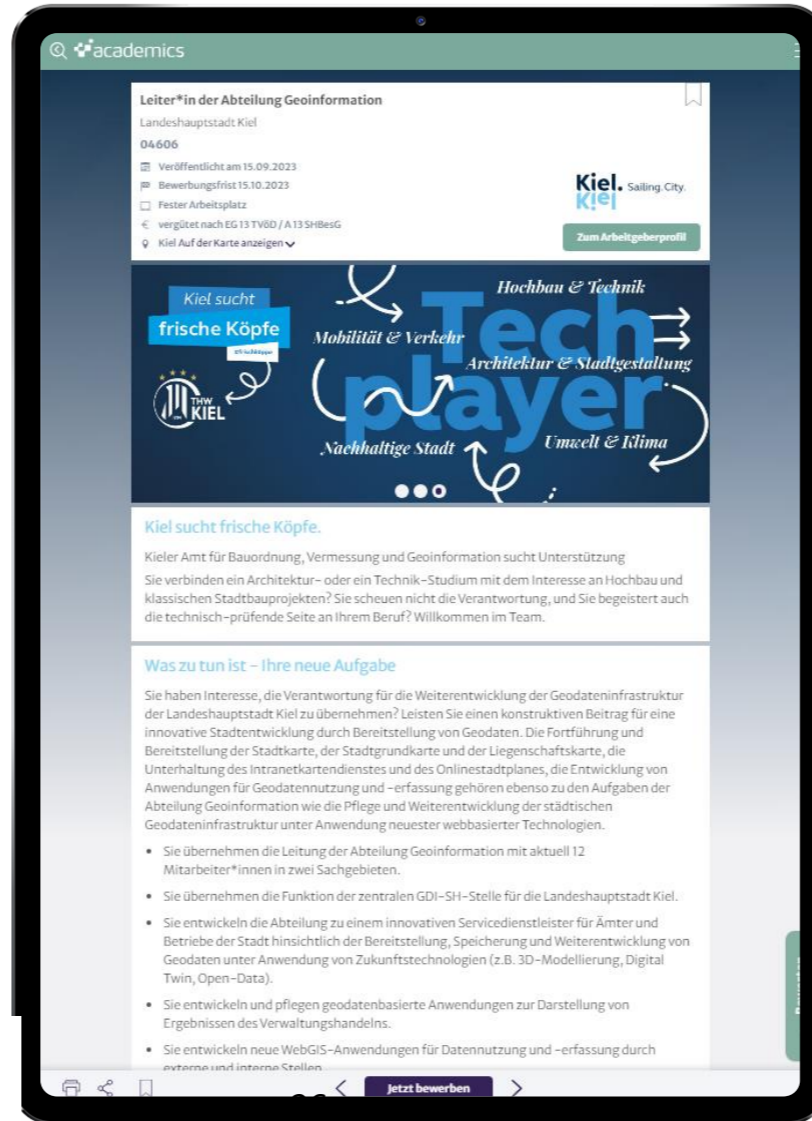 academics
Leiter*in der Abteilung Geoinformation
Landeshauptstadt Kiel
04606
Veröffentlicht am 15.09.2023
Bewerbungsfrist 15.10.2023
Fester Arbeitsplatz
vergütet nach EG 13 TVöD / A 13 SHBesG
Kiel Auf der Karte anzeigen
Kiel. Sailing. City.
Kiel
Zum Arbeitgeberprofil
Kiel sucht
frische Köpfe
THW
KIEL
Tech
player
Hochbau & Technik
Mobilität & Verkehr
Architektur & Stadtgestaltung
Nachhaltige Stadt
Umwelt & Klima
Kiel sucht frische Köpfe.
Kieler Amt für Bauordnung, Vermessung und Geoinformation sucht Unterstützung
Sie verbinden ein Architektur- oder ein Technik-Studium mit dem Interesse an Hochbau und
klassischen Stadtbauprojekten? Sie scheuen nicht die Verantwortung, und Sie begeistert auch
die technisch-prüfende Seite an Ihrem Beruf? Willkommen im Team.
Was zu tun ist - Ihre neue Aufgabe
Sie haben Interesse, die Verantwortung für die Weiterentwicklung der Geodateninfrastruktur
der Landeshauptstadt Kiel zu übernehmen? Leisten Sie einen konstruktiven Beitrag für eine
innovative Stadtentwicklung durch Bereitstellung von Geodaten. Die Fortführung und
Bereitstellung der Stadtkarte, der Stadtgrundkarte und der Liegenschaftskarte, die
Unterhaltung des Intranetkartendienstes und des Onlinestadtplanes, die Entwicklung von
Anwendungen für Geodatennutzung und -erfassung gehören ebenso zu den Aufgaben der
Abteilung Geoinformation wie die Pflege und Weiterentwicklung der städtischen
Geodateninfrastruktur unter Anwendung neuester webbasierter Technologien.
• Sie übernehmen die Leitung der Abteilung Geoinformation mit aktuell 12
Mitarbeiter*innen in zwei Sachgebieten.
• Sie übernehmen die Funktion der zentralen GDI-SH-Stelle für die Landeshauptstadt Kiel.
• Sie entwickeln die Abteilung zu einem innovativen Servicedienstleister für Ämter und
Betriebe der Stadt hinsichtlich der Bereitstellung, Speicherung und Weiterentwicklung von
Geodaten unter Anwendung von Zukunftstechnologien (z.B. 3D-Modellierung, Digital
Twin, Open-Data).
• Sie entwickeln und pflegen geodatenbasierte Anwendungen zur Darstellung von
Ergebnissen des Verwaltungshandelns.
• Sie entwickeln neue WebGIS-Anwendungen für Datennutzung und -erfassung durch
externe und interne Stellen
Jetzt bewerben